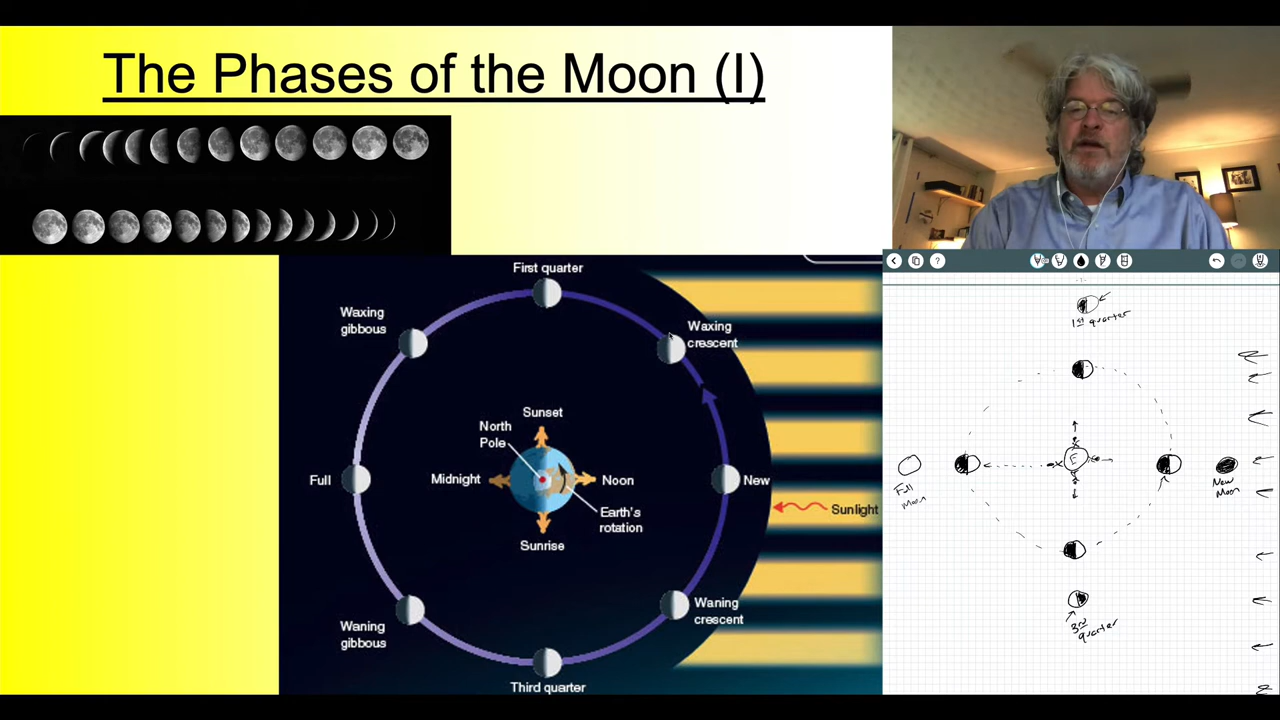 The Phases of the Moon (I)
First quarter
Waxing
gibbous
Waxing
crescent
Sunset
North
Pole
Full
Midnight
Noon
New
Earth's
rotation
Sunlight
Sunrise
Waning
gibbous
Waning
crescent
Third quarter
?
1st quarter
E
Full
Moon
New
Moon
3rd
quarter